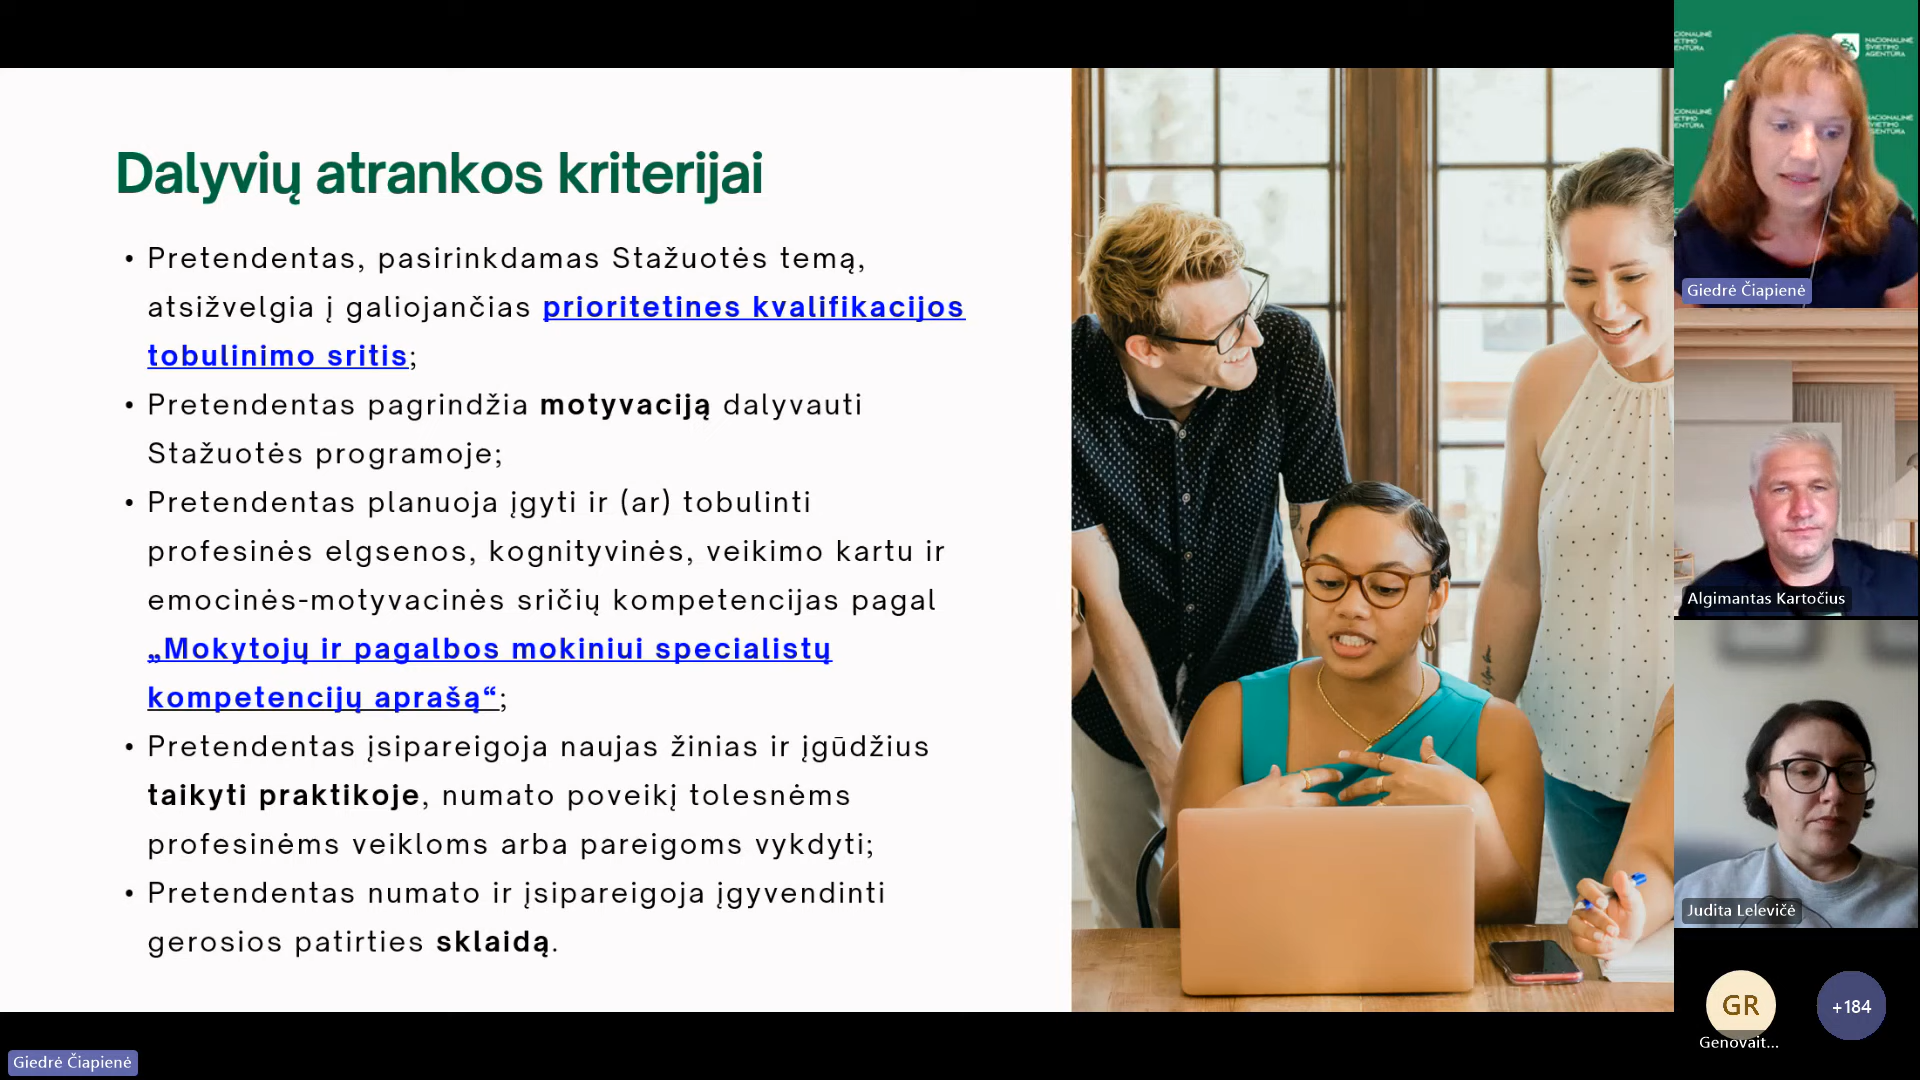 Dalyvių atrankos kriterijai
• Pretendentas, pasirinkdamas Stažuotės temą,
atsižvelgia į galiojančias prioritetines kvalifikacijos
tobulinimo sritis;
• Pretendentas pagrindžia motyvaciją dalyvauti
Stažuotės programoje;
• Pretendentas planuoja įgyti ir (ar) tobulinti
profesinės elgsenos, kognityvinės, veikimo kartu ir
emocinės-motyvacinės sričių kompetencijas pagal
„Mokytojų ir pagalbos mokiniui specialistų
kompetencijų aprašą“;
• Pretendentas įsipareigoja naujas žinias ir įgūdžius
taikyti praktikoje, numato poveikį tolesnėms
profesinėms veikloms arba pareigoms vykdyti;
• Pretendentas numato ir įsipareigoja įgyvendinti
gerosios patirties sklaidą.
NACIONALINĖ
ŠVIETIMO
AGENTŪRA
Giedrė Čiapienė
Algimantas Kartočius
Judita Lelevičė
GR
+184
Genovait...
Giedrė Čiapienė